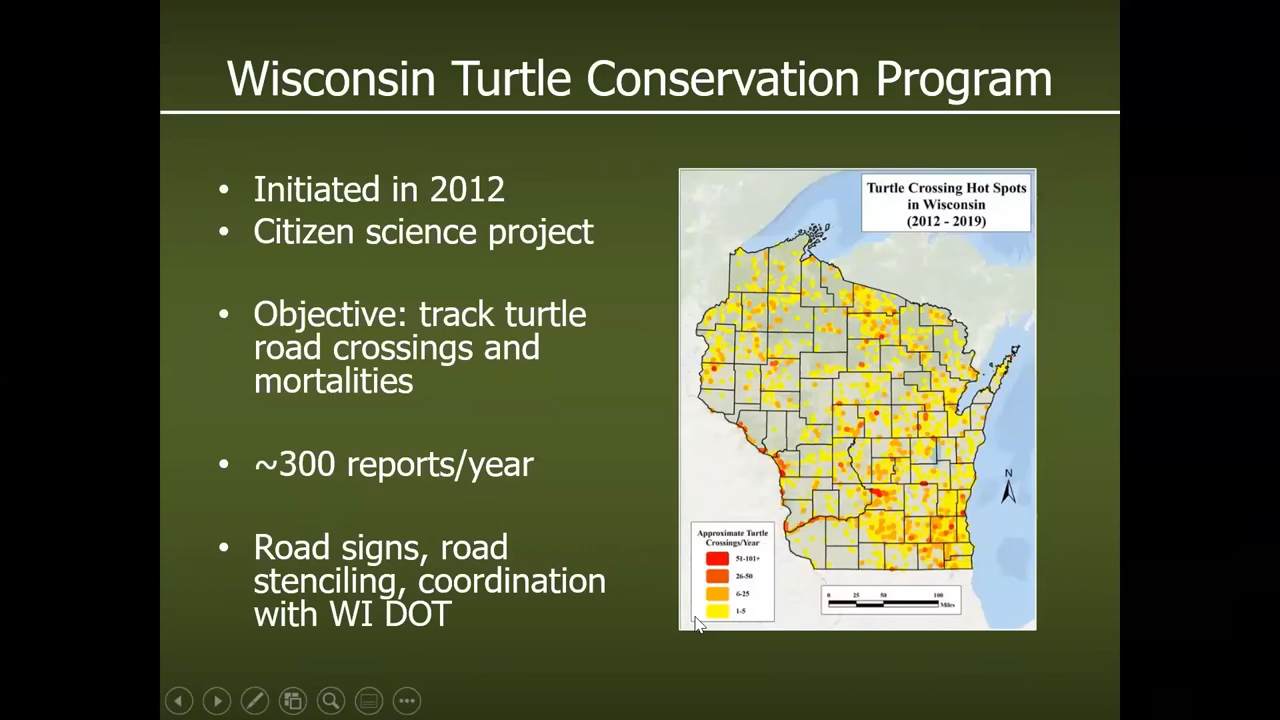 Wisconsin Turtle Conservation Program
• Initiated in 2012
• Citizen science project
• Objective: track turtle
road crossings and
mortalities
• ~300 reports/year
• Road signs, road
stenciling, coordination
with WI DOT
Turtle Crossing Hot Spots
in Wisconsin
(2012 - 2019)
N
Approximate Turtle
Crossings/Year
51-101+
26-50
6-25
1-5
0 25 50 100
Miles